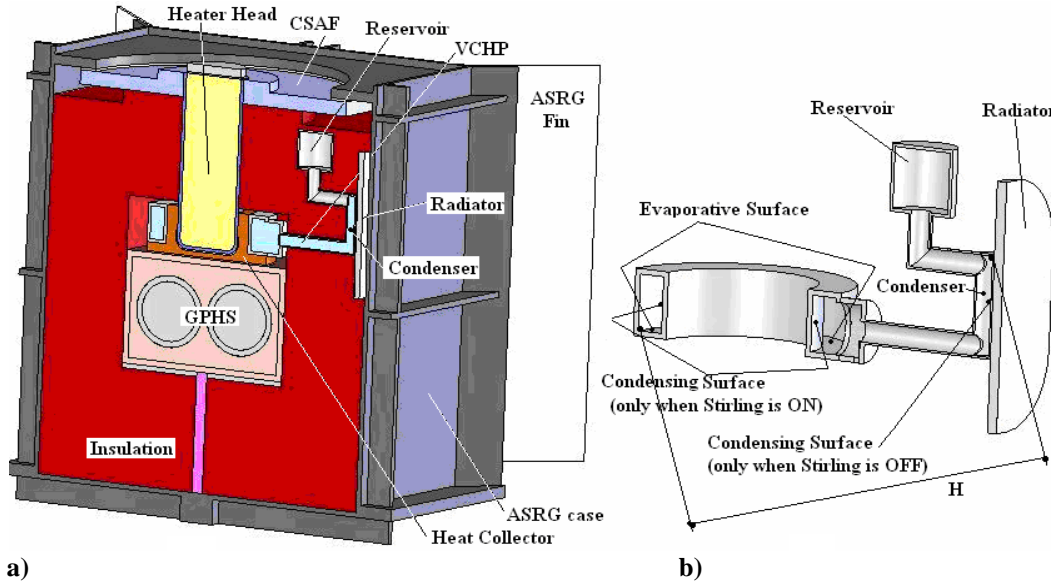 Heater Head
CSAF
Reservoir
VCHP
ASRG
Fin
Radiator
Condenser
GPHS
Insulation
ASRG case
Heat Collector
a)
Reservoir
Radiator
Evaporative Surface
Condenser
Condensing Surface
(only when Stirling is ON)
Condensing Surface
(only when Stirling is OFF)
H
b)